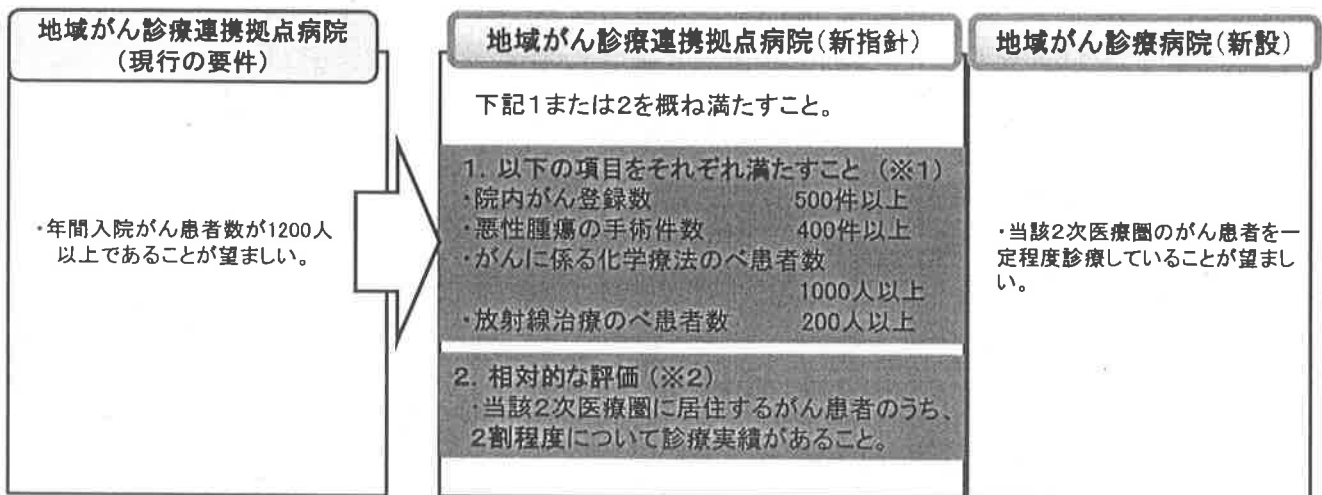 地域がん診療連携拠点病院
(現行の要件)
・年間入院がん患者数が1200人
以上であることが望ましい。
地域がん診療連携拠点病院(新指針)
下記1または2を概ね満たすこと。
1. 以下の項目をそれぞれ満たすこと (※1)
・院内がん登録数 500件以上
・悪性腫瘍の手術件数 400件以上
・がんに係る化学療法のべ患者数
1000人以上
・放射線治療のべ患者数 200人以上
2. 相対的な評価(※2)
・当該2次医療圏に居住するがん患者のうち、
2割程度について診療実績があること。
地域がん診療病院(新設)
・当該2次医療圏のがん患者を一
定程度診療していることが望まし
い。